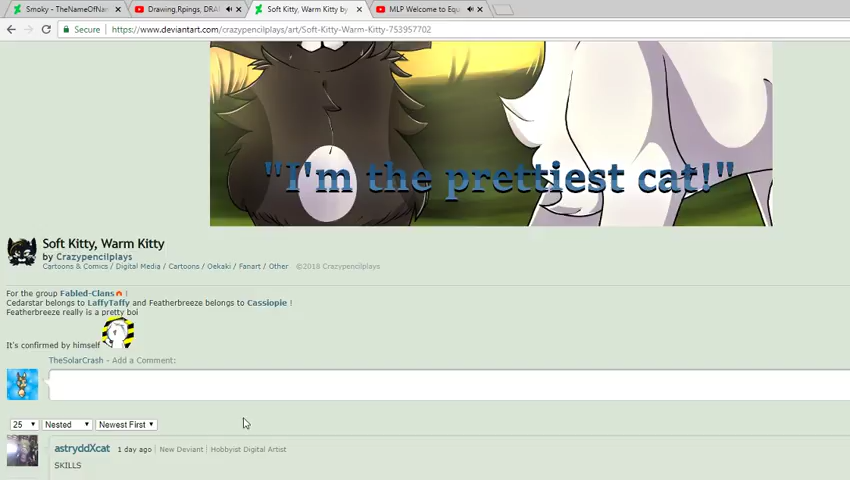 Smoky - TheNameOfNar
Drawing,Rpings, DRA
Soft Kitty, Warm Kitty by
MLP Welcome to Equ
Secure
https://www.deviantart.com/crazypencilplays/art/Soft-Kitty-Warm-Kitty-753957702
"I'm the prettiest cat!"
Soft Kitty, Warm Kitty
by Crazypencilplays
Cartoons & Comics / Digital Media / Cartoons / Oekaki / Fanart / Other ©2018 Crazypencilplays
For the group Fabled-Clans !
Cedarstar belongs to LaffyTaffy and Featherbreeze belongs to Cassiopie !
Featherbreeze really is a pretty boi
It's confirmed by himself
TheSolarCrash - Add a Comment:
25 Nested Newest First
astryddXcat 1 day ago New Deviant Hobbyist Digital Artist
SKILLS